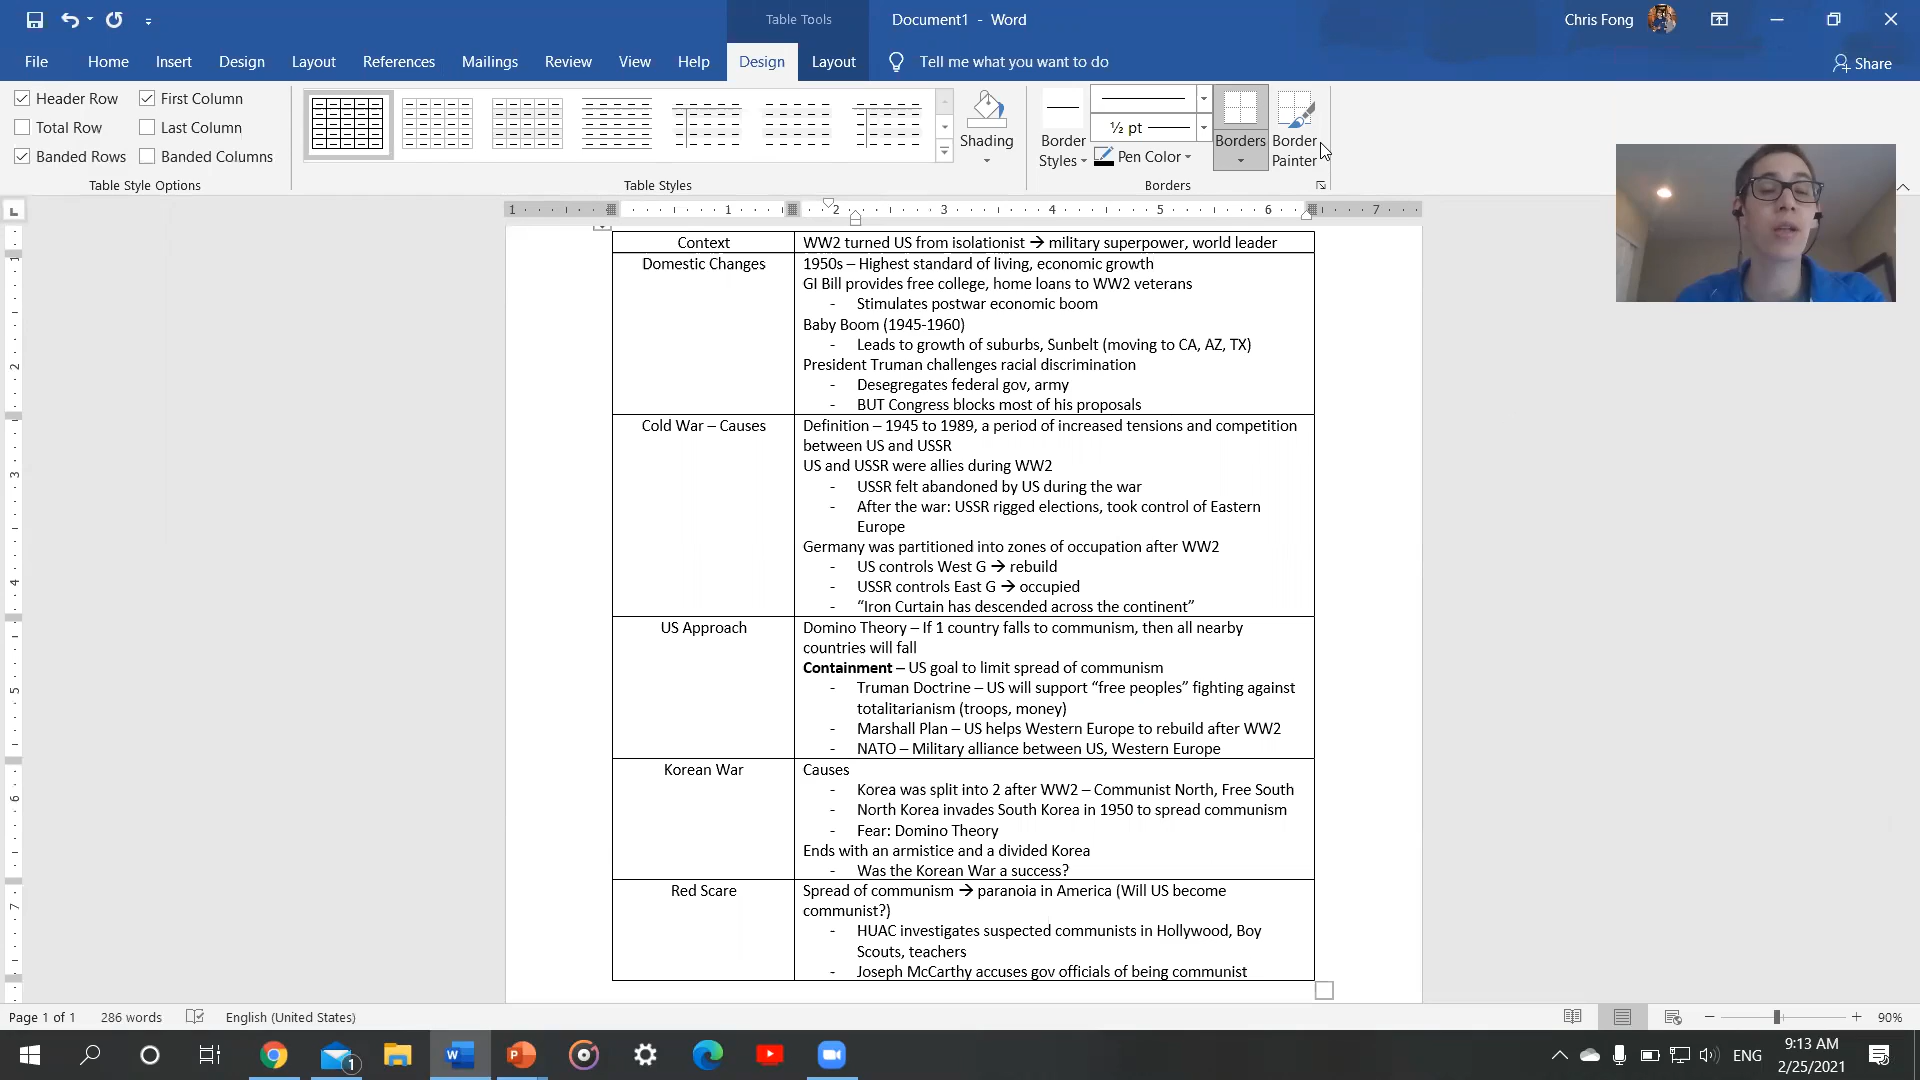 Table Tools
Document1 - Word
Chris Fong
File Home Insert Design Layout References Mailings Review View Help Design Layout Tell me what you want to do Share
Header Row First Column
Total Row Last Column
Banded Rows Banded Columns
Table Style Options
Table Styles
Shading
Border Styles
½ pt
Pen Color
Borders
Border Painter
Borders
1 1 2 3 4 5 6 7
Context
WW2 turned US from isolationist → military superpower, world leader
Domestic Changes
1950s – Highest standard of living, economic growth
GI Bill provides free college, home loans to WW2 veterans
- Stimulates postwar economic boom
Baby Boom (1945-1960)
- Leads to growth of suburbs, Sunbelt (moving to CA, AZ, TX)
President Truman challenges racial discrimination
- Desegregates federal gov, army
- BUT Congress blocks most of his proposals
Cold War – Causes
Definition – 1945 to 1989, a period of increased tensions and competition
between US and USSR
US and USSR were allies during WW2
- USSR felt abandoned by US during the war
- After the war: USSR rigged elections, took control of Eastern
Europe
Germany was partitioned into zones of occupation after WW2
- US controls West G → rebuild
- USSR controls East G → occupied
- “Iron Curtain has descended across the continent”
US Approach
Domino Theory – If 1 country falls to communism, then all nearby
countries will fall
Containment – US goal to limit spread of communism
- Truman Doctrine – US will support “free peoples” fighting against
totalitarianism (troops, money)
- Marshall Plan – US helps Western Europe to rebuild after WW2
- NATO – Military alliance between US, Western Europe
Korean War
Causes
- Korea was split into 2 after WW2 – Communist North, Free South
- North Korea invades South Korea in 1950 to spread communism
- Fear: Domino Theory
Ends with an armistice and a divided Korea
- Was the Korean War a success?
Red Scare
Spread of communism → paranoia in America (Will US become
communist?)
- HUAC investigates suspected communists in Hollywood, Boy
Scouts, teachers
- Joseph McCarthy accuses gov officials of being communist
1
2
3
4
5
6
7
Page 1 of 1 286 words English (United States) 90%
1
W
P
ENG
9:13 AM
2/25/2021